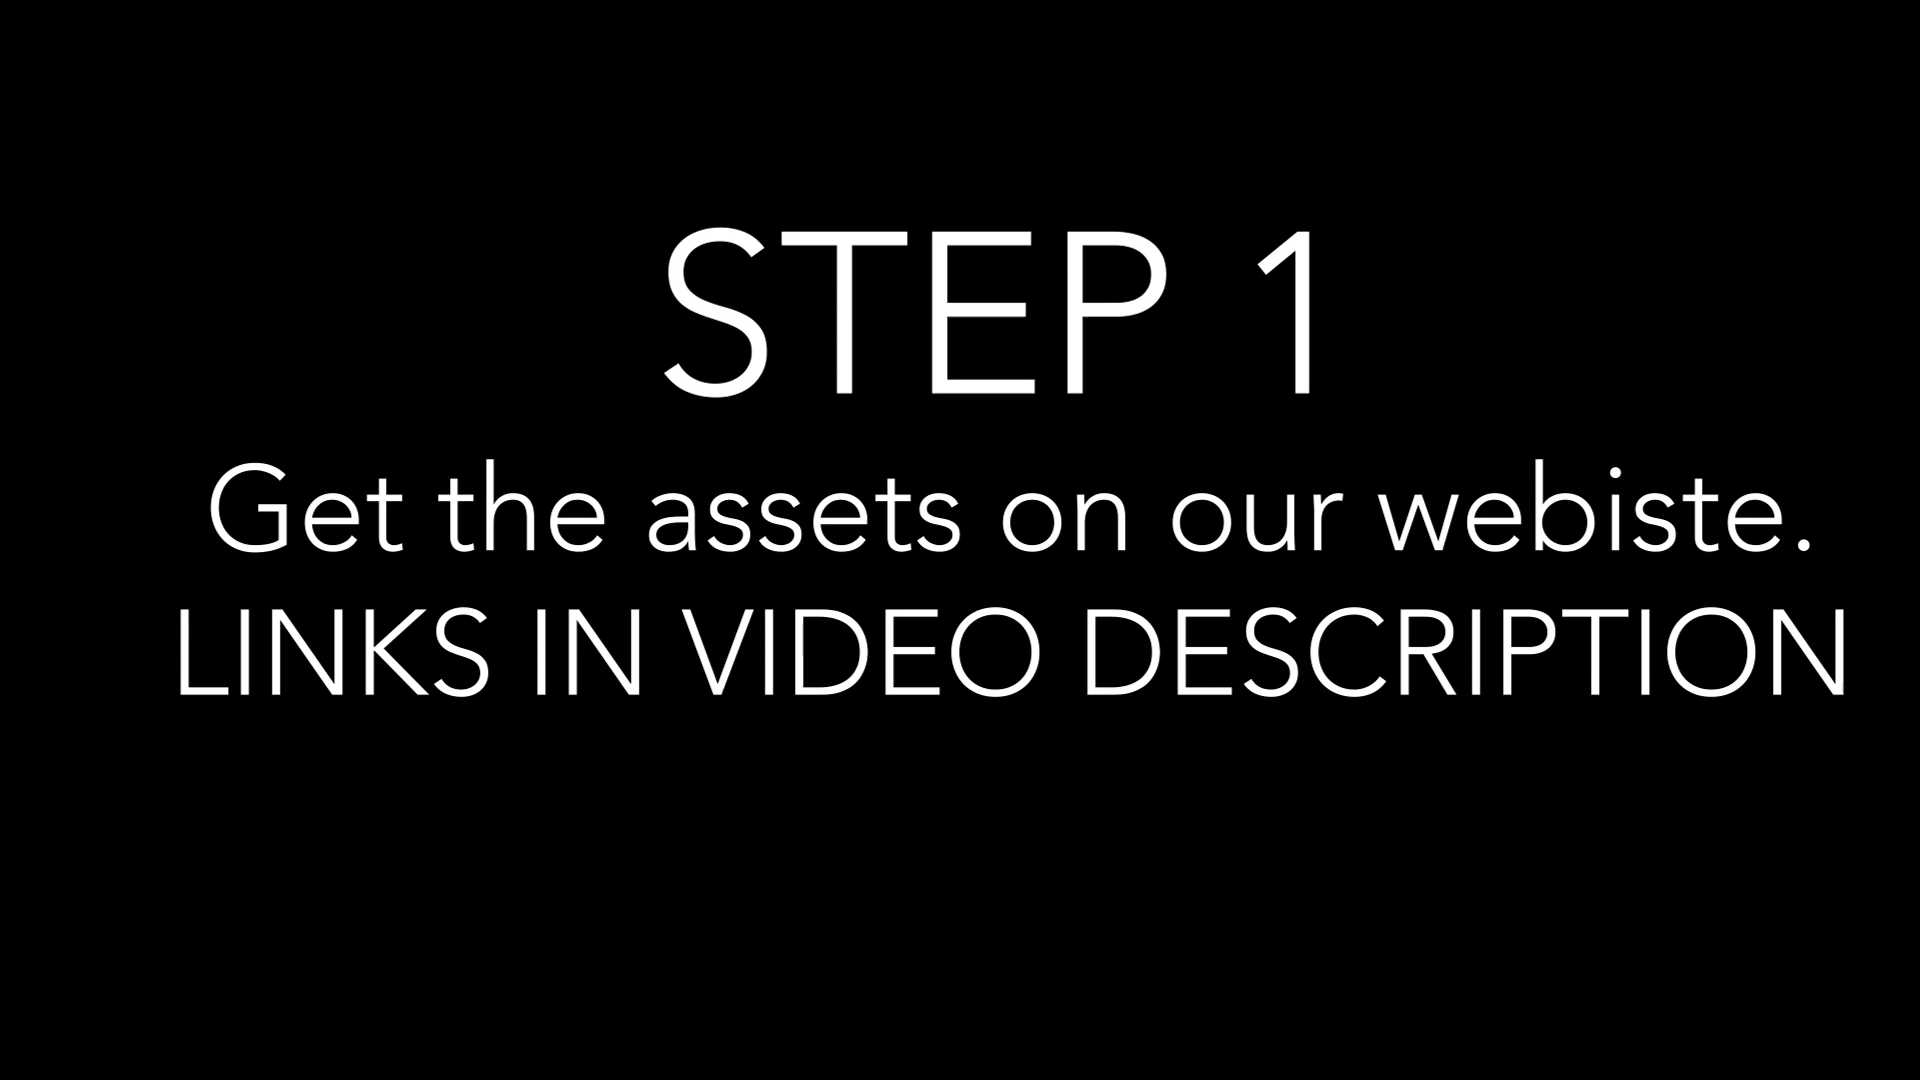 STEP 1
Get the assets on our webiste.
LINKS IN VIDEO DESCRIPTION